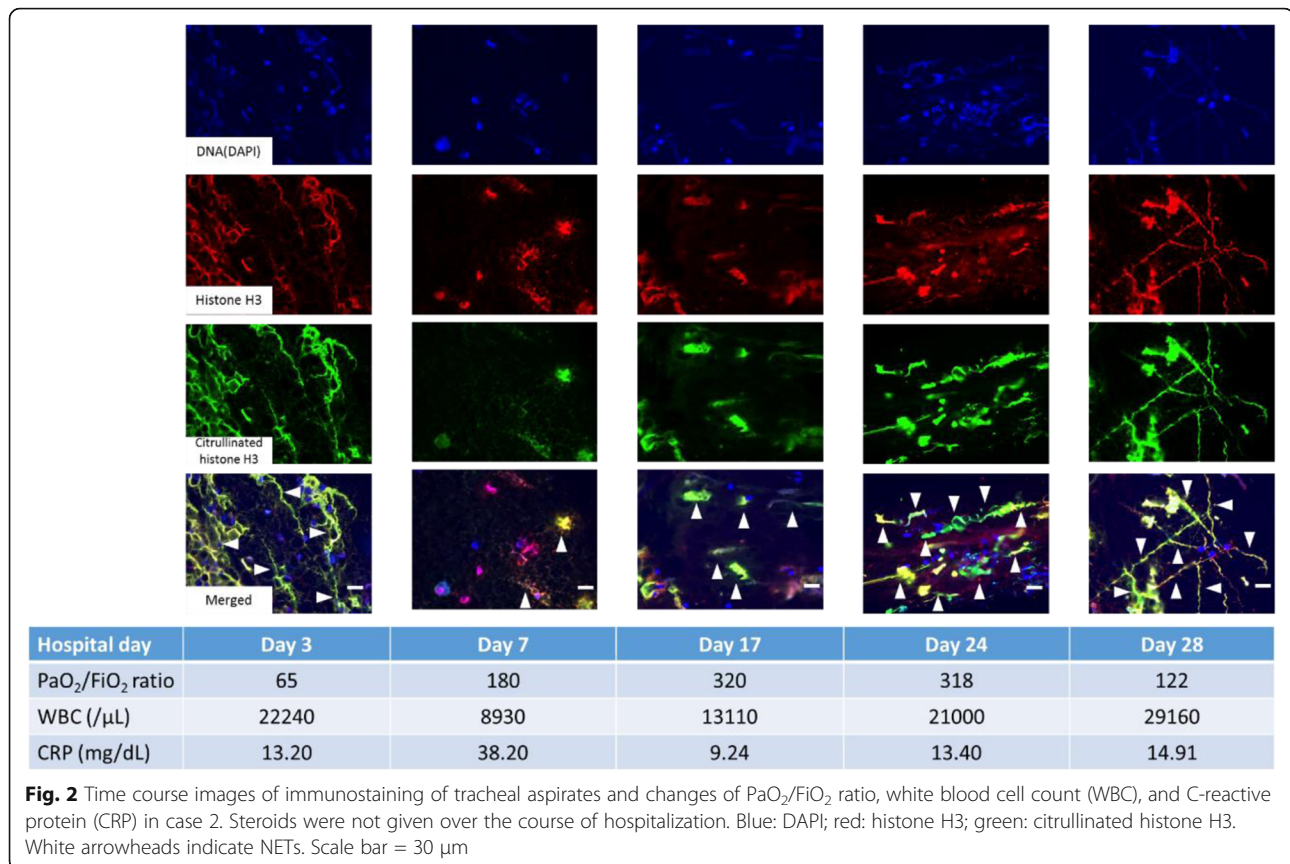 DNA(DAPI)
Histone H3
Citrullinated
histone H3
Merged
Hospital day Day 3 Day 7 Day 17 Day 24 Day 28
PaO₂/FiO₂ ratio 65 180 320 318 122
WBC (/µL) 22240 8930 13110 21000 29160
CRP (mg/dL) 13.20 38.20 9.24 13.40 14.91
Fig. 2 Time course images of immunostaining of tracheal aspirates and changes of PaO₂/FiO₂ ratio, white blood cell count (WBC), and C-reactive
protein (CRP) in case 2. Steroids were not given over the course of hospitalization. Blue: DAPI; red: histone H3; green: citrullinated histone H3.
White arrowheads indicate NETs. Scale bar = 30 µm